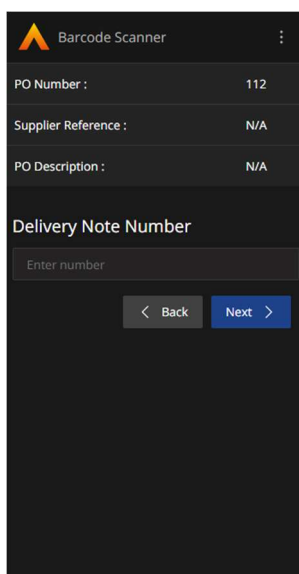 Barcode Scanner
PO Number : 112
Supplier Reference : N/A
PO Description : N/A
Delivery Note Number
Enter number
Back Next